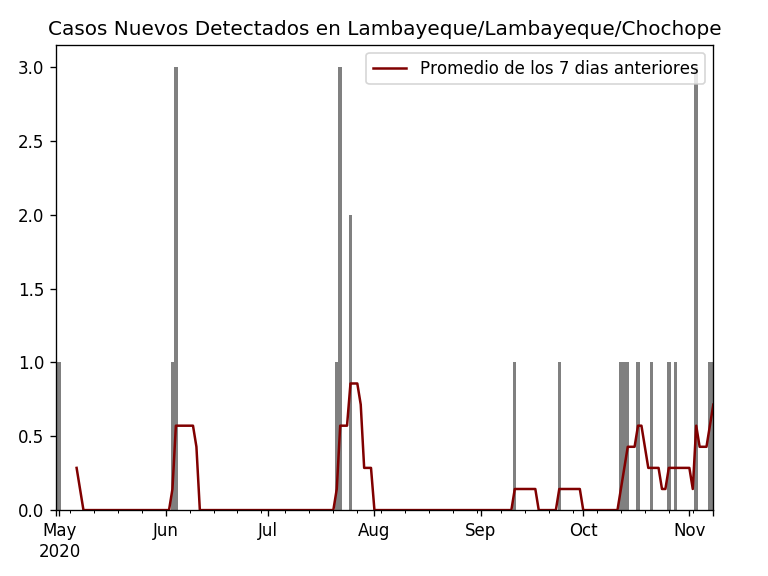 Casos Nuevos Detectados en Lambayeque/Lambayeque/Chochope
Promedio de los 7 dias anteriores
3.0
2.5
2.0
1.5
1.0
0.5
0.0
May Jun Jul Aug Sep Oct Nov
2020